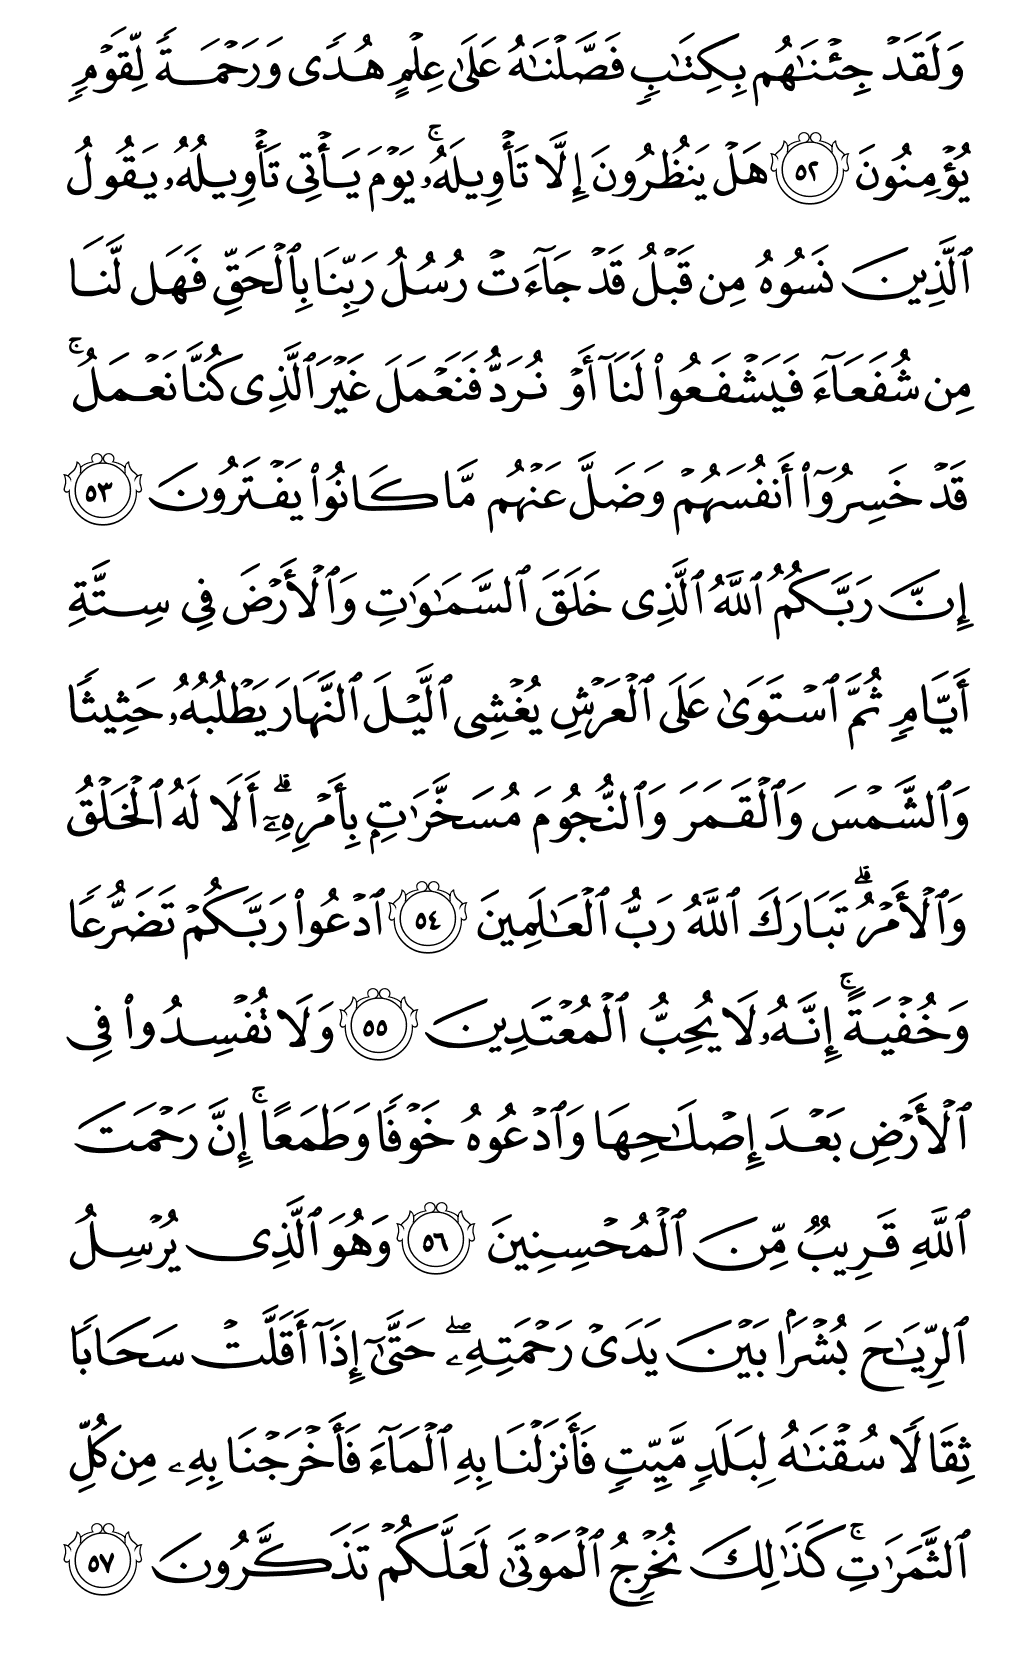 وَلَقَدۡ جِئۡنَٰهُم بِكِتَٰبٖ فَصَّلۡنَٰهُ عَلَىٰ عِلۡمٍ هُدٗى وَرَحۡمَةٗ لِّقَوۡمٖ
يُؤۡمِنُونَ ٥٢ هَلۡ يَنظُرُونَ إِلَّا تَأۡوِيلَهُۥۚ يَوۡمَ يَأۡتِي تَأۡوِيلُهُۥ يَقُولُ
ٱلَّذِينَ نَسُوهُ مِن قَبۡلُ قَدۡ جَآءَتۡ رُسُلُ رَبِّنَا بِٱلۡحَقِّ فَهَل لَّنَا
مِن شُفَعَآءَ فَيَشۡفَعُواْ لَنَآ أَوۡ نُرَدُّ فَنَعۡمَلَ غَيۡرَ ٱلَّذِي كُنَّا نَعۡمَلُۚ
قَدۡ خَسِرُوٓاْ أَنفُسَهُمۡ وَضَلَّ عَنۡهُم مَّا كَانُواْ يَفۡتَرُونَ ٥٣
إِنَّ رَبَّكُمُ ٱللَّهُ ٱلَّذِي خَلَقَ ٱلسَّمَٰوَٰتِ وَٱلۡأَرۡضَ فِي سِتَّةِ
أَيَّامٖ ثُمَّ ٱسۡتَوَىٰ عَلَى ٱلۡعَرۡشِ يُغۡشِي ٱلَّيۡلَ ٱلنَّهَارَ يَطۡلُبُهُۥ حَثِيثٗا
وَٱلشَّمۡسَ وَٱلۡقَمَرَ وَٱلنُّجُومَ مُسَخَّرَٰتِۭ بِأَمۡرِهِۦٓۗ أَلَا لَهُ ٱلۡخَلۡقُ
وَٱلۡأَمۡرُۗ تَبَارَكَ ٱللَّهُ رَبُّ ٱلۡعَٰلَمِينَ ٥٤ ٱدۡعُواْ رَبَّكُمۡ تَضَرُّعٗا
وَخُفۡيَةًۚ إِنَّهُۥ لَا يُحِبُّ ٱلۡمُعۡتَدِينَ ٥٥ وَلَا تُفۡسِدُواْ فِي
ٱلۡأَرۡضِ بَعۡدَ إِصۡلَٰحِهَا وَٱدۡعُوهُ خَوۡفٗا وَطَمَعًاۚ إِنَّ رَحۡمَتَ
ٱللَّهِ قَرِيبٞ مِّنَ ٱلۡمُحۡسِنِينَ ٥٦ وَهُوَ ٱلَّذِي يُرۡسِلُ
ٱلرِّيَٰحَ بُشۡرَۢا بَيۡنَ يَدَيۡ رَحۡمَتِهِۦۖ حَتَّىٰٓ إِذَآ أَقَلَّتۡ سَحَابٗا
ثِقَالٗا سُقۡنَٰهُ لِبَلَدٖ مَّيِّتٖ فَأَنزَلۡنَا بِهِ ٱلۡمَآءَ فَأَخۡرَجۡنَا بِهِۦ مِن كُلِّ
ٱلثَّمَرَٰتِۚ كَذَٰلِكَ نُخۡرِجُ ٱلۡمَوۡتَىٰ لَعَلَّكُمۡ تَذَكَّرُونَ ٥٧